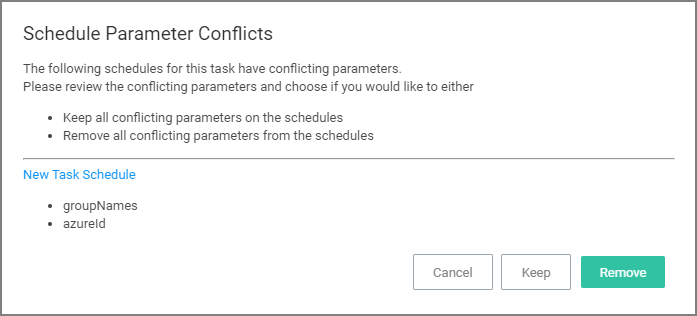 Schedule Parameter Conflicts
The following schedules for this task have conflicting parameters.
Please review the conflicting parameters and choose if you would like to either
• Keep all conflicting parameters on the schedules
• Remove all conflicting parameters from the schedules
New Task Schedule
• groupNames
• azureId
Cancel Keep Remove